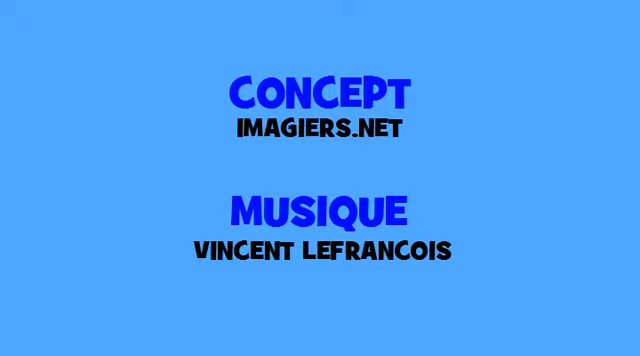 CONCEPT
IMAGIERS.NET
MUSIQUE
VINCENT LEFRANCOIS